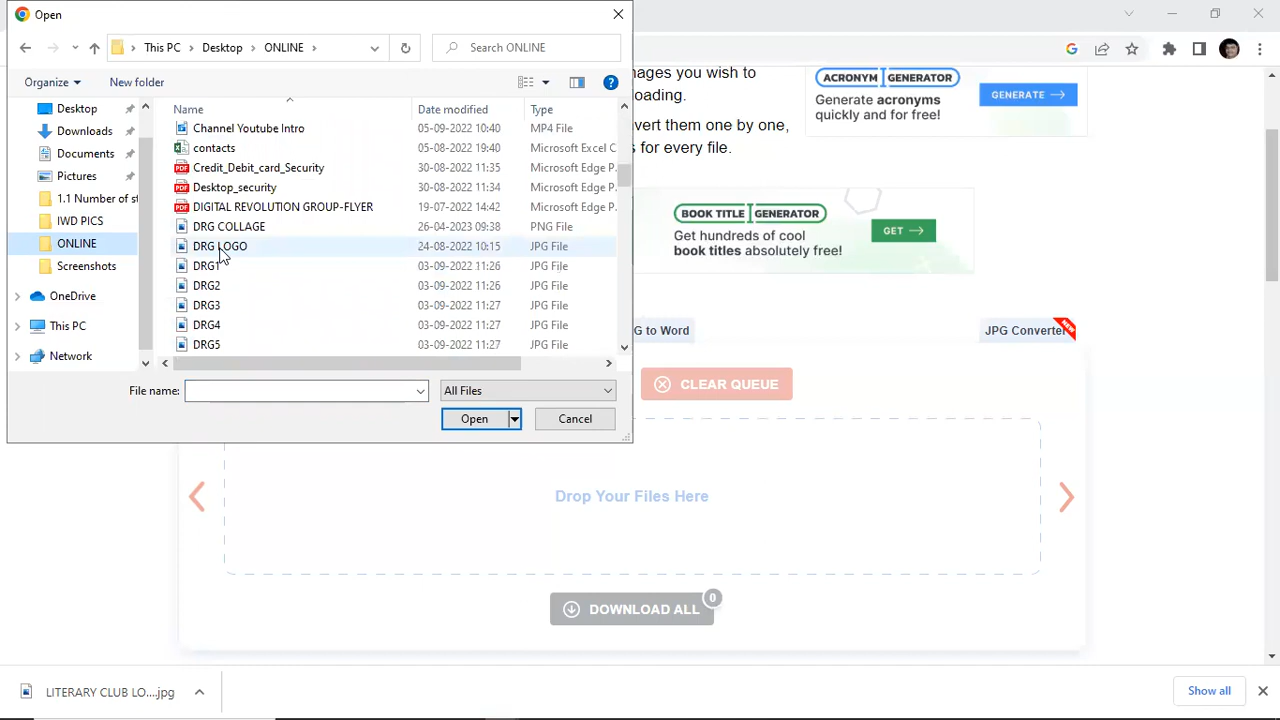 Open
This PC > Desktop > ONLINE >
Search ONLINE
Organize
New folder
Desktop
Downloads
Documents
Pictures
1.1 Number of st
IWD PICS
ONLINE
Screenshots
OneDrive
This PC
Network
Name Date modified Type
Channel Youtube Intro 05-09-2022 10:40 MP4 File
contacts 05-08-2022 19:40 Microsoft Excel C
Credit_Debit_card_Security 30-08-2022 11:35 Microsoft Edge P.
Desktop_security 30-08-2022 11:34 Microsoft Edge P.
DIGITAL REVOLUTION GROUP-FLYER 19-07-2022 14:42 Microsoft Edge P.
DRG COLLAGE 26-04-2023 09:38 PNG File
DRG LOGO 24-08-2022 10:15 JPG File
DRG1 03-09-2022 11:26 JPG File
DRG2 03-09-2022 11:26 JPG File
DRG3 03-09-2022 11:27 JPG File
DRG4 03-09-2022 11:27 JPG File
DRG5 03-09-2022 11:27 JPG File
File name:
All Files
Open
Cancel
mages you wish to
oading.
vert them one by one,
s for every file.
ACRONYM GENERATOR
Generate acronyms
quickly and for free!
GENERATE
BOOK TITLE GENERATOR
Get hundreds of cool
book titles absolutely free!
GET
G to Word
JPG Converter
NEW
CLEAR QUEUE
Drop Your Files Here
DOWNLOAD ALL
0
LITERARY CLUB LO....jpg
Show all